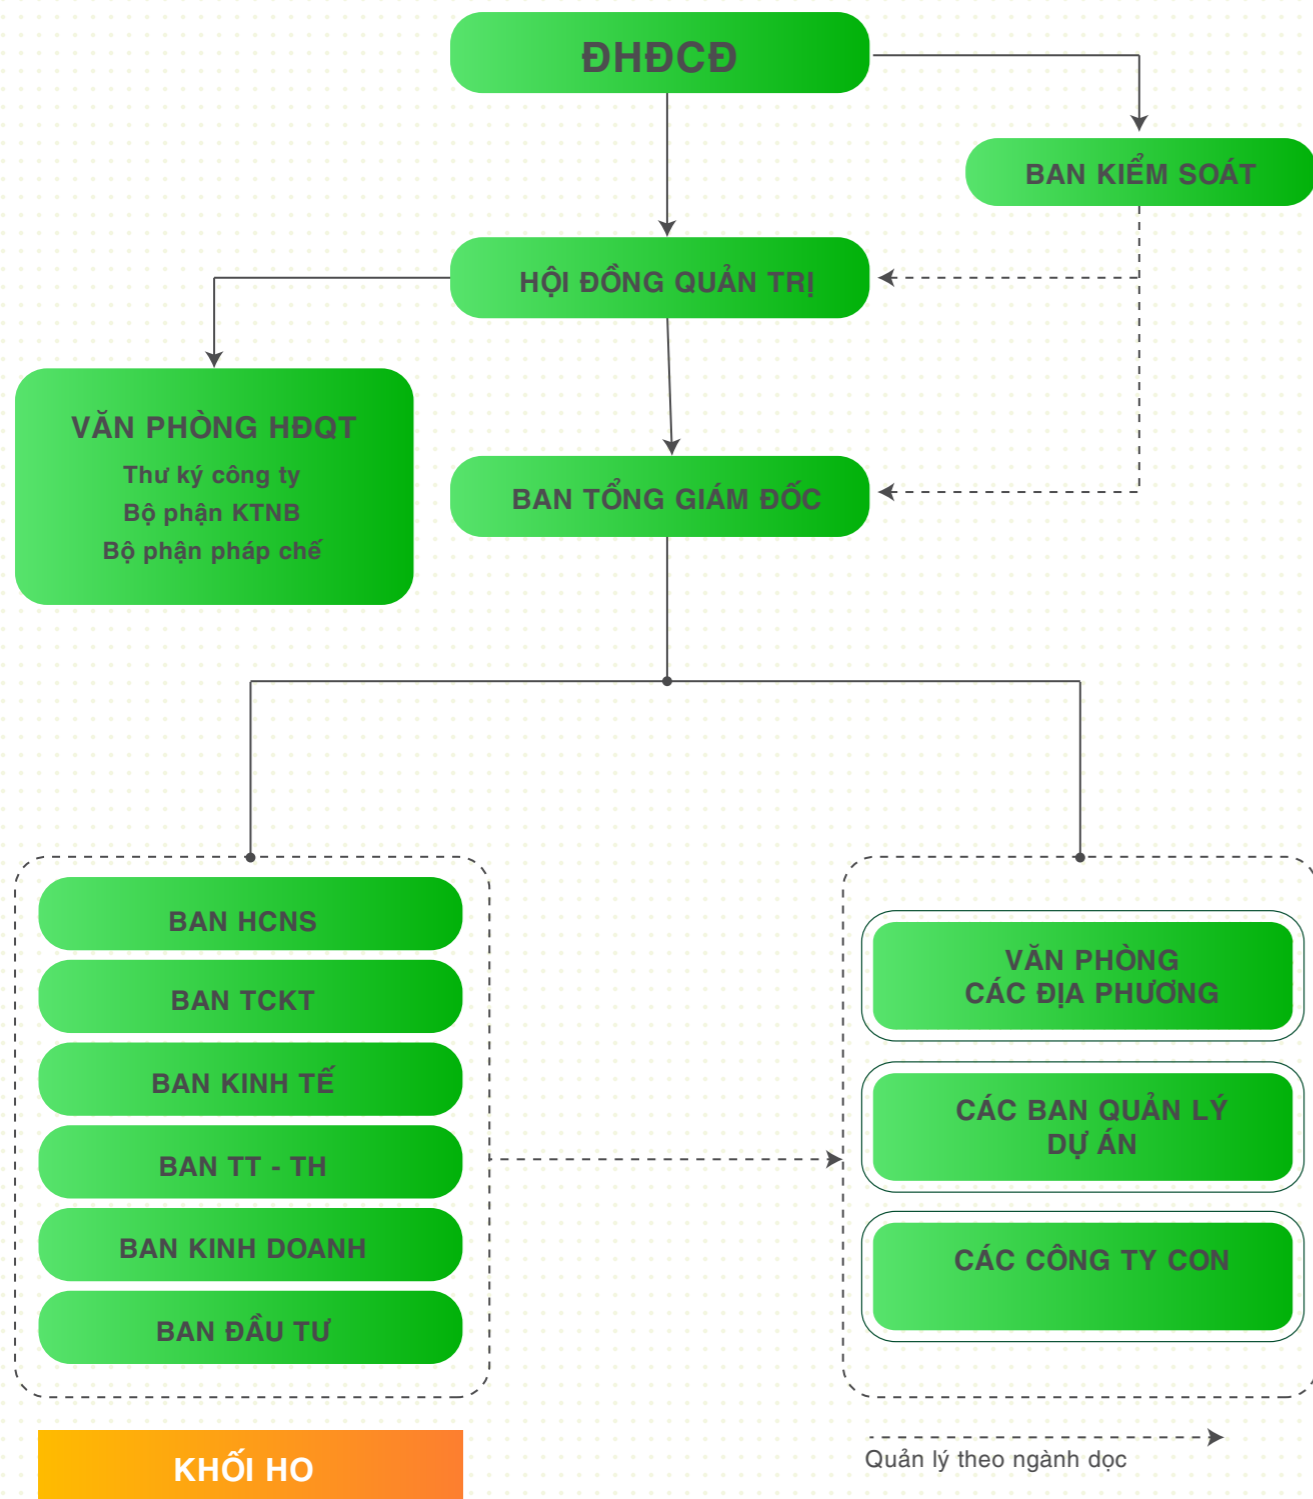 ĐHĐCĐ
BAN KIỂM SOÁT
HỘI ĐỒNG QUẢN TRỊ
VĂN PHÒNG HĐQT
Thư ký công ty
Bộ phận KTNB
Bộ phận pháp chế
BAN TỔNG GIÁM ĐỐC
BAN HCNS
BAN TCKT
BAN KINH TẾ
BAN TT - TH
BAN KINH DOANH
BAN ĐẦU TƯ
KHỐI HO
VĂN PHÒNG
CÁC ĐỊA PHƯƠNG
CÁC BAN QUẢN LÝ
DỰ ÁN
CÁC CÔNG TY CON
Quản lý theo ngành dọc